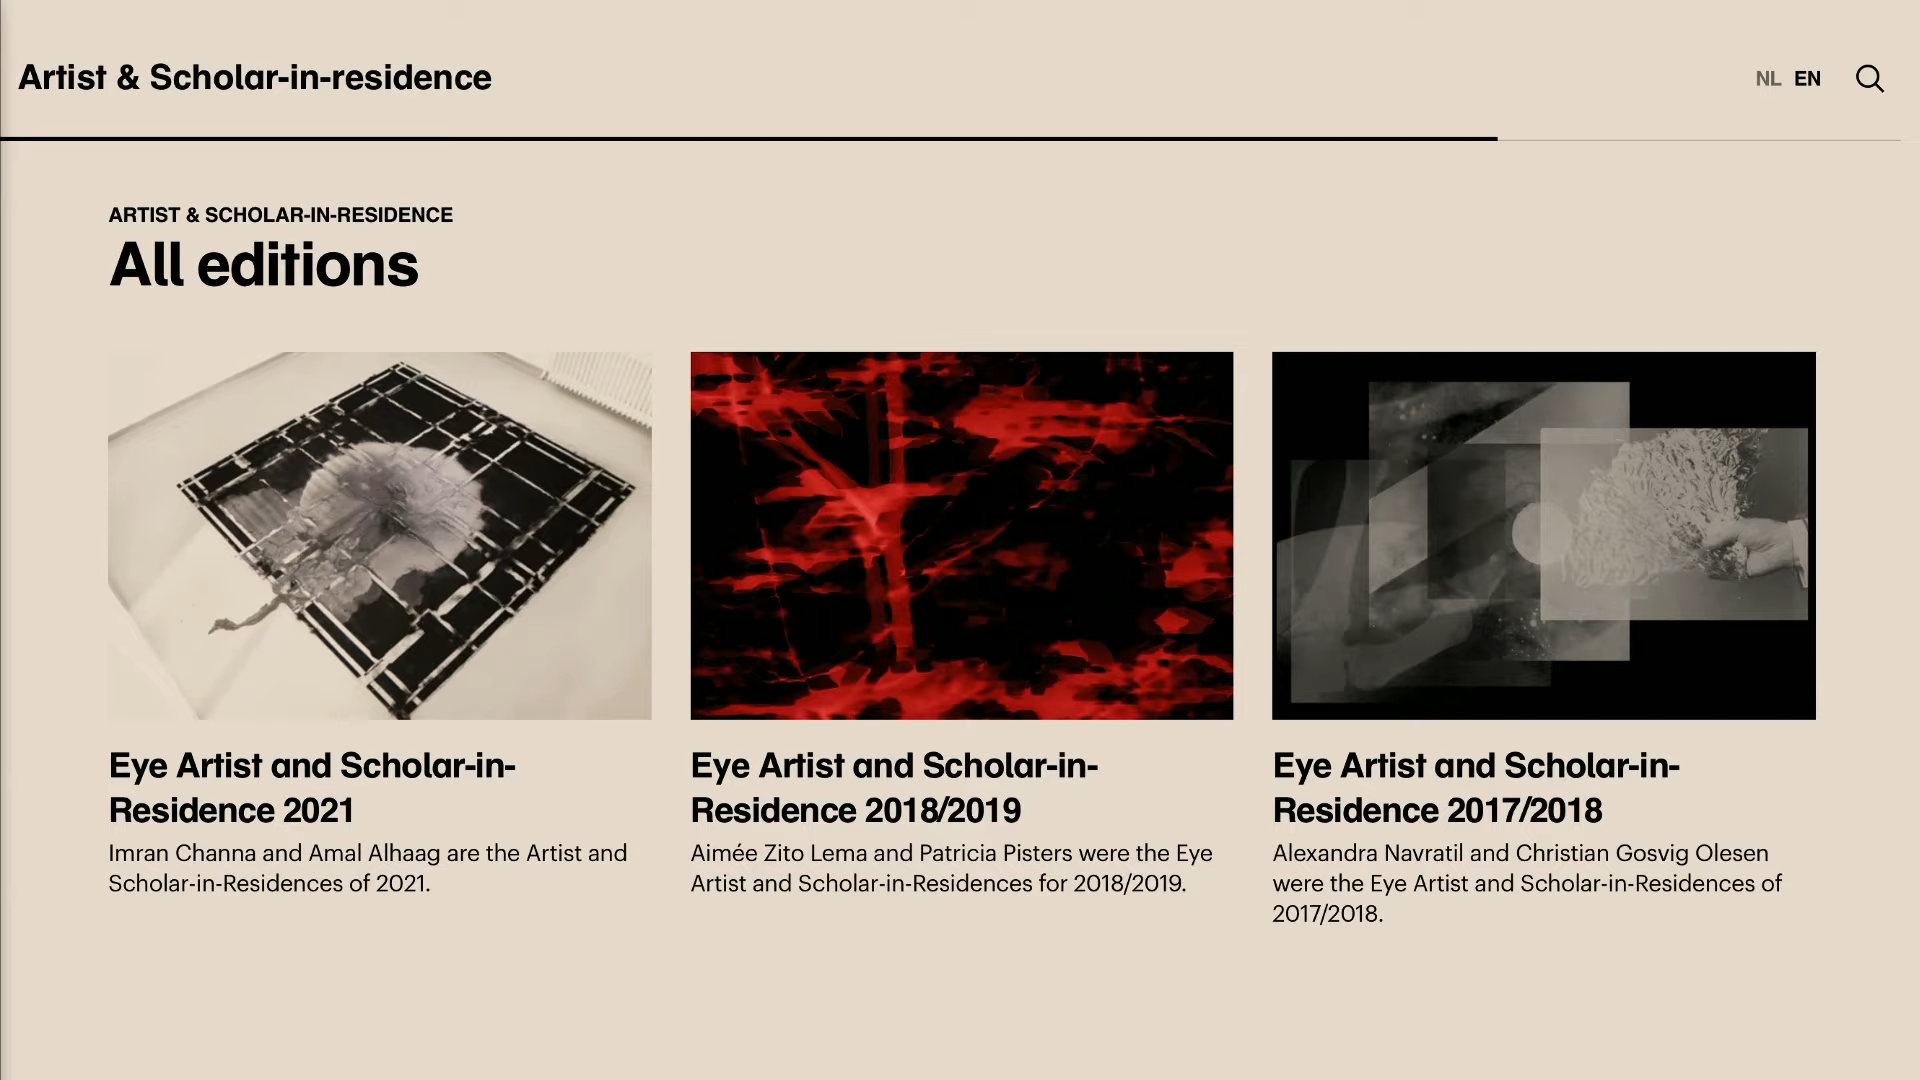 Artist & Scholar-in-residence
NL EN
ARTIST & SCHOLAR-IN-RESIDENCE
All editions
Eye Artist and Scholar-in-
Residence 2021
Imran Channa and Amal Alhaag are the Artist and
Scholar-in-Residences of 2021.
Eye Artist and Scholar-in-
Residence 2018/2019
Aimée Zito Lema and Patricia Pisters were the Eye
Artist and Scholar-in-Residences for 2018/2019.
Eye Artist and Scholar-in-
Residence 2017/2018
Alexandra Navratil and Christian Gosvig Olesen
were the Eye Artist and Scholar-in-Residences of
2017/2018.